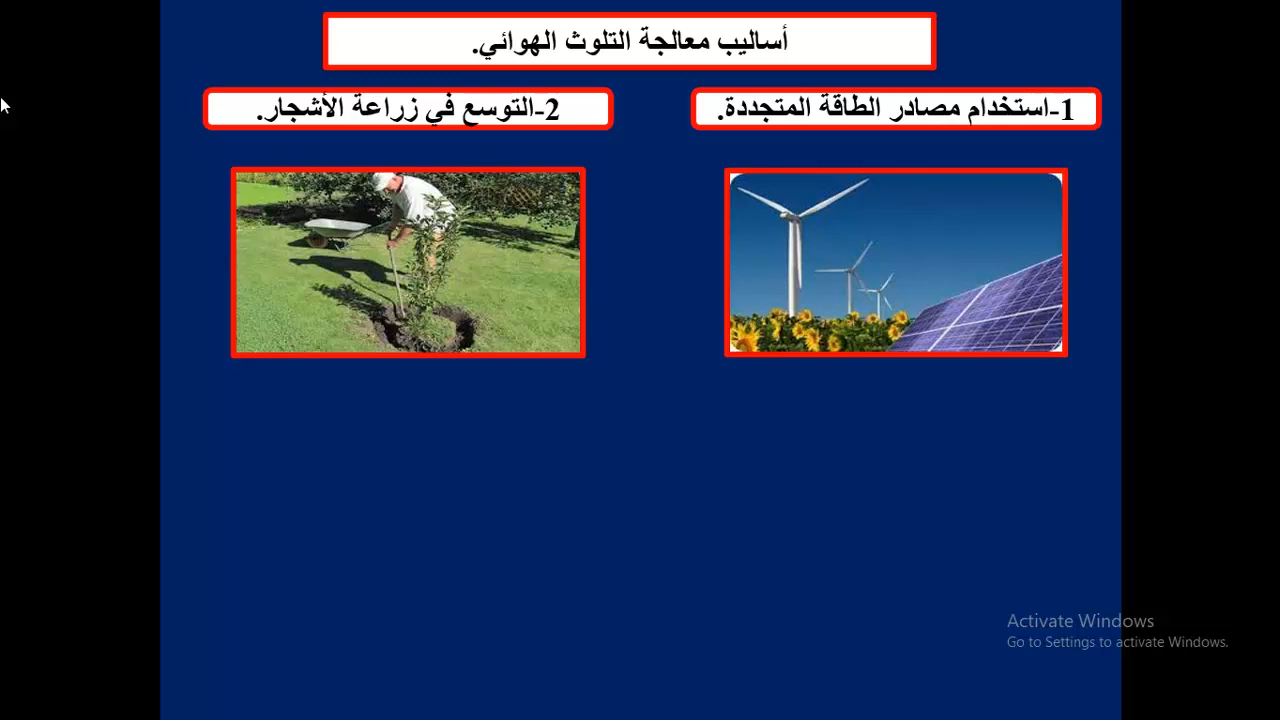 أساليب معالجة التلوث الهوائي.
1-استخدام مصادر الطاقة المتجددة.
2-التوسع في زراعة الأشجار.
Activate Windows
Go to Settings to activate Windows.